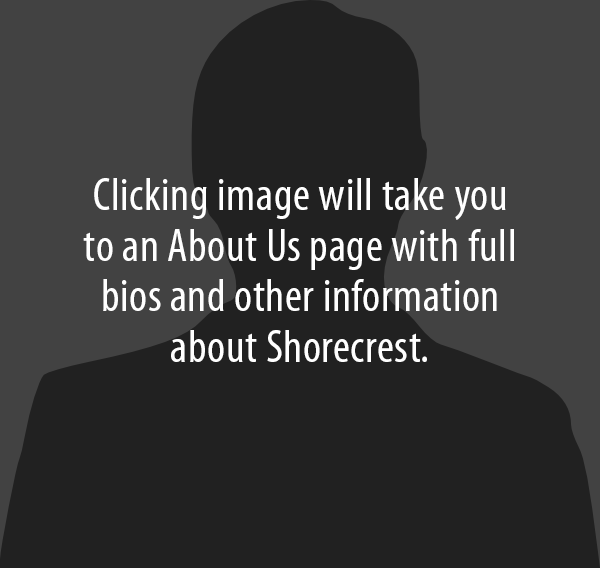 Clicking image will take you
to an About Us page with full
bios and other information
about Shorecrest.